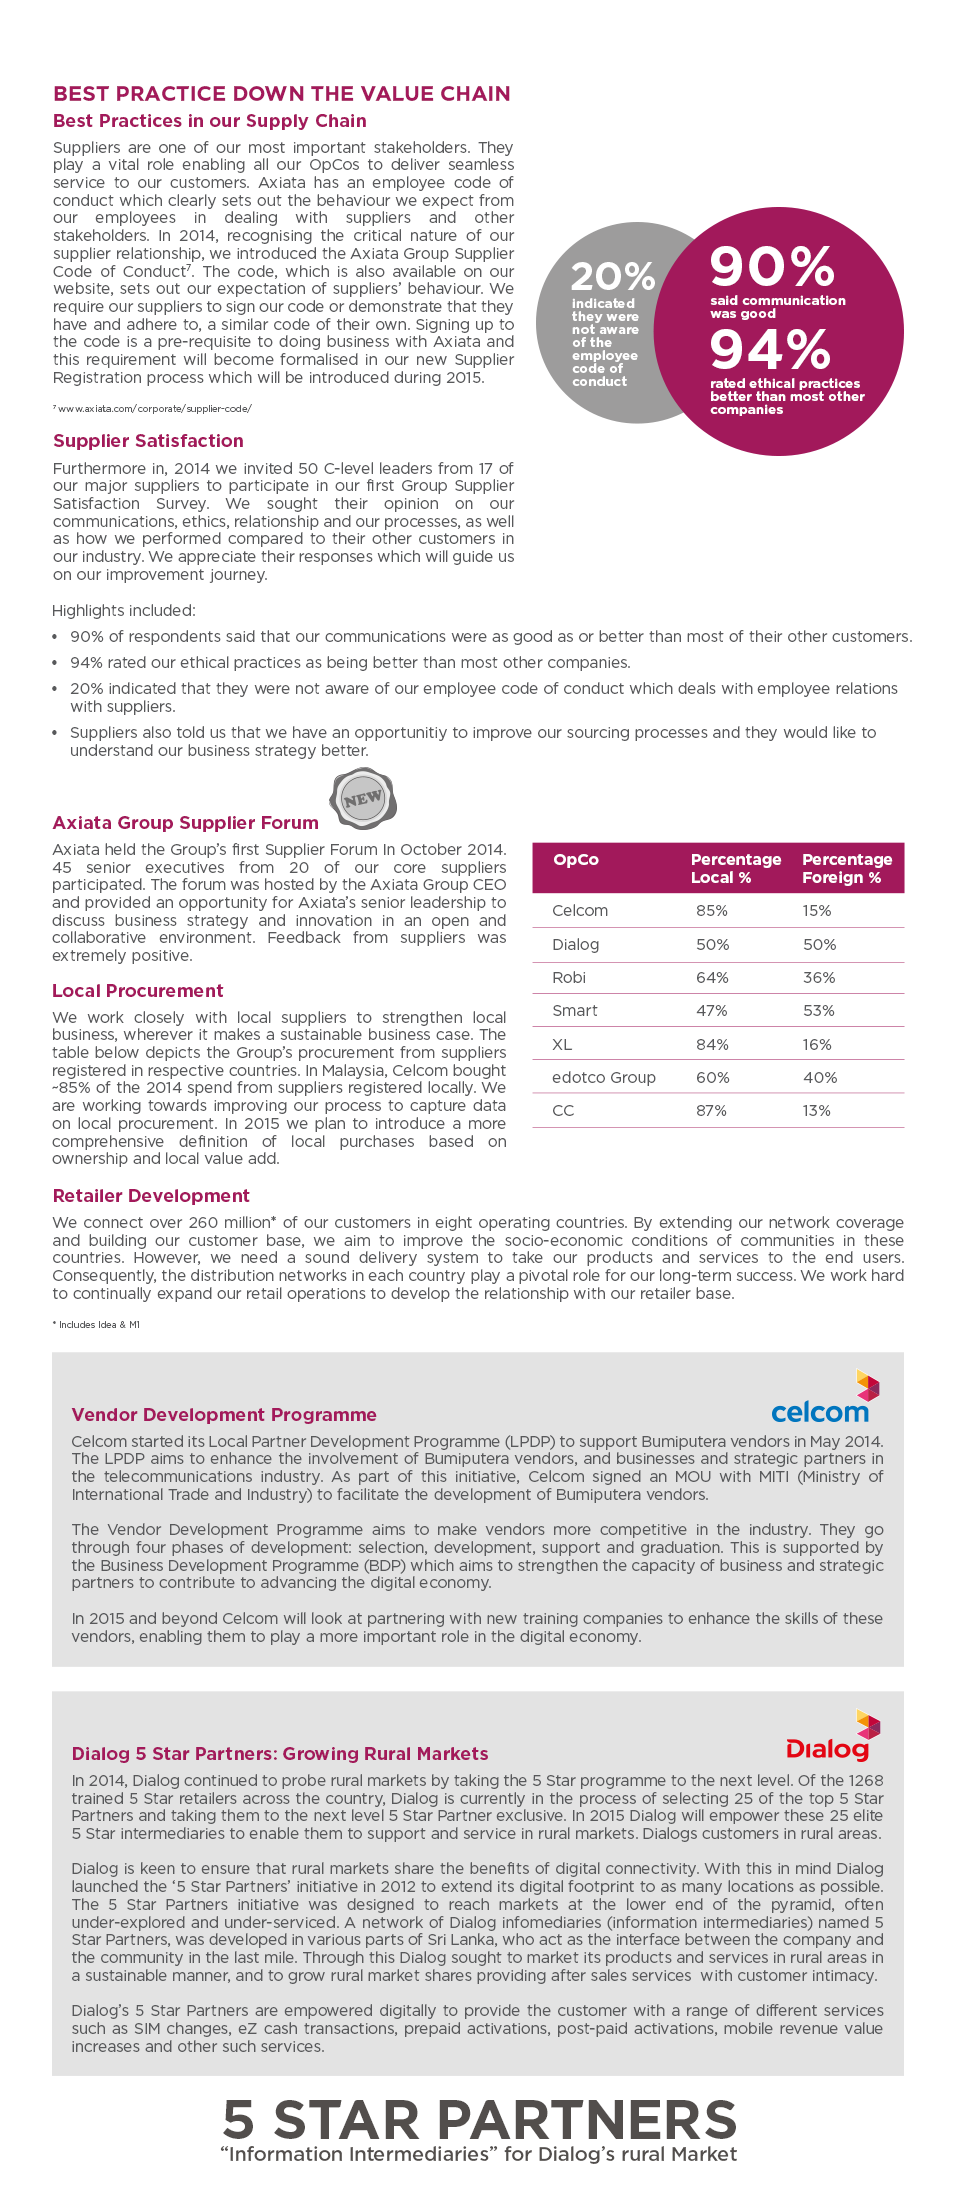 BEST PRACTICE DOWN THE VALUE CHAIN
Best Practices in our Supply Chain
Suppliers are one of our most important stakeholders. They
play a vital role enabling all our OpCos to deliver seamless
service to our customers. Axiata has an employee code of
conduct which clearly sets out the behaviour we expect from
our employees in dealing with suppliers and other
stakeholders. In 2014, recognising the critical nature of our
supplier relationship, we introduced the Axiata Group Supplier
Code of Conduct⁷. The code, which is also available on our
website, sets out our expectation of suppliers' behaviour. We
require our suppliers to sign our code or demonstrate that they
have and adhere to, a similar code of their own. Signing up to
the code is a pre-requisite to doing business with Axiata and
this requirement will become formalised in our new Supplier
Registration process which will be introduced during 2015.
⁷ www.axiata.com/corporate/supplier-code/
20%
indicated
they were
not aware
of the
employee
code of
conduct
90%
said communication
was good
94%
rated ethical practices
better than most other
companies
Supplier Satisfaction
Furthermore in, 2014 we invited 50 C-level leaders from 17 of
our major suppliers to participate in our first Group Supplier
Satisfaction Survey. We sought their opinion on our
communications, ethics, relationship and our processes, as well
as how we performed compared to their other customers in
our industry. We appreciate their responses which will guide us
on our improvement journey.
Highlights included:
• 90% of respondents said that our communications were as good as or better than most of their other customers.
• 94% rated our ethical practices as being better than most other companies.
• 20% indicated that they were not aware of our employee code of conduct which deals with employee relations
with suppliers.
• Suppliers also told us that we have an opportunitiy to improve our sourcing processes and they would like to
understand our business strategy better.
NEW
Axiata Group Supplier Forum
Axiata held the Group's first Supplier Forum In October 2014.
45 senior executives from 20 of our core suppliers
participated. The forum was hosted by the Axiata Group CEO
and provided an opportunity for Axiata's senior leadership to
discuss business strategy and innovation in an open and
collaborative environment. Feedback from suppliers was
extremely positive.
Local Procurement
We work closely with local suppliers to strengthen local
business, wherever it makes a sustainable business case. The
table below depicts the Group's procurement from suppliers
registered in respective countries. In Malaysia, Celcom bought
~85% of the 2014 spend from suppliers registered locally. We
are working towards improving our process to capture data
on local procurement. In 2015 we plan to introduce a more
comprehensive definition of local purchases based on
ownership and local value add.
OpCo Percentage Local % Percentage Foreign %
Celcom 85% 15%
Dialog 50% 50%
Robi 64% 36%
Smart 47% 53%
XL 84% 16%
edotco Group 60% 40%
CC 87% 13%
Retailer Development
We connect over 260 million* of our customers in eight operating countries. By extending our network coverage
and building our customer base, we aim to improve the socio-economic conditions of communities in these
countries. However, we need a sound delivery system to take our products and services to the end users.
Consequently, the distribution networks in each country play a pivotal role for our long-term success. We work hard
to continually expand our retail operations to develop the relationship with our retailer base.
* Includes Idea & M1
celcom
Vendor Development Programme
Celcom started its Local Partner Development Programme (LPDP) to support Bumiputera vendors in May 2014.
The LPDP aims to enhance the involvement of Bumiputera vendors, and businesses and strategic partners in
the telecommunications industry. As part of this initiative, Celcom signed an MOU with MITI (Ministry of
International Trade and Industry) to facilitate the development of Bumiputera vendors.
The Vendor Development Programme aims to make vendors more competitive in the industry. They go
through four phases of development: selection, development, support and graduation. This is supported by
the Business Development Programme (BDP) which aims to strengthen the capacity of business and strategic
partners to contribute to advancing the digital economy.
In 2015 and beyond Celcom will look at partnering with new training companies to enhance the skills of these
vendors, enabling them to play a more important role in the digital economy.
Dialog
Dialog 5 Star Partners: Growing Rural Markets
In 2014, Dialog continued to probe rural markets by taking the 5 Star programme to the next level. Of the 1268
trained 5 Star retailers across the country, Dialog is currently in the process of selecting 25 of the top 5 Star
Partners and taking them to the next level 5 Star Partner exclusive. In 2015 Dialog will empower these 25 elite
5 Star intermediaries to enable them to support and service in rural markets. Dialogs customers in rural areas.
Dialog is keen to ensure that rural markets share the benefits of digital connectivity. With this in mind Dialog
launched the '5 Star Partners' initiative in 2012 to extend its digital footprint to as many locations as possible.
The 5 Star Partners initiative was designed to reach markets at the lower end of the pyramid, often
under-explored and under-serviced. A network of Dialog infomediaries (information intermediaries) named 5
Star Partners, was developed in various parts of Sri Lanka, who act as the interface between the company and
the community in the last mile. Through this Dialog sought to market its products and services in rural areas in
a sustainable manner, and to grow rural market shares providing after sales services with customer intimacy.
Dialog's 5 Star Partners are empowered digitally to provide the customer with a range of different services
such as SIM changes, eZ cash transactions, prepaid activations, post-paid activations, mobile revenue value
increases and other such services.
5 STAR PARTNERS
"Information Intermediaries" for Dialog's rural Market